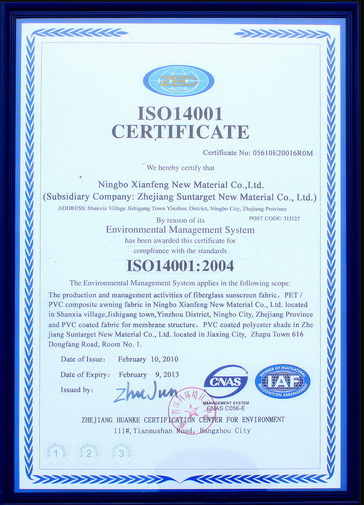 ZEC
ISO14001
CERTIFICATE
Certificate No: 05610E20016R0M
We hereby certify that
Ningbo Xianfeng New Material Co.,Ltd.
(Subsidiary Company: Zhejiang Suntarget New Material Co., Ltd.)
ADDRESS: Shanxia Village Jishigang Town Yinzhou District, Ningbo City, Zhejiang Province
By reason of its
POST CODE: 315127
Environmental Management System
has been awarded this certificate for
compliance with the standards
ISO14001:2004
The Environmental Management System applies in the following scope:
The production and management activities of fiberglass sunscreen fabric, PET /
PVC composite awning fabric in Ningbo Xianfeng New Material Co., Ltd. located
in Shanxia village,Jishigang town,Yinzhou District, Ningbo City, Zhejiang Province
and PVC coated fabric for membrane structure, PVC coated polyester shade in Zhe
jiang Suntarget New Material Co., Ltd. located in Jiaxing City, Zhapu Town 616
Dongfang Road, Room No. 1.
Date of Issue: February 10, 2010
Date of Expiry: February 9, 2013
Issued by: Zhu Jun
CNAS
MANAGEMENT SYSTEM
CNAS C056-E
MEMBER OF MULTILATERAL
IAF
RECOGNITION ARRANGEMENT
ZHEJIANG HUANKE CERTIFICATION CENTER FOR ENVIRONMENT
111#,Tianmushan Road, Hangzhou City
1 2 3